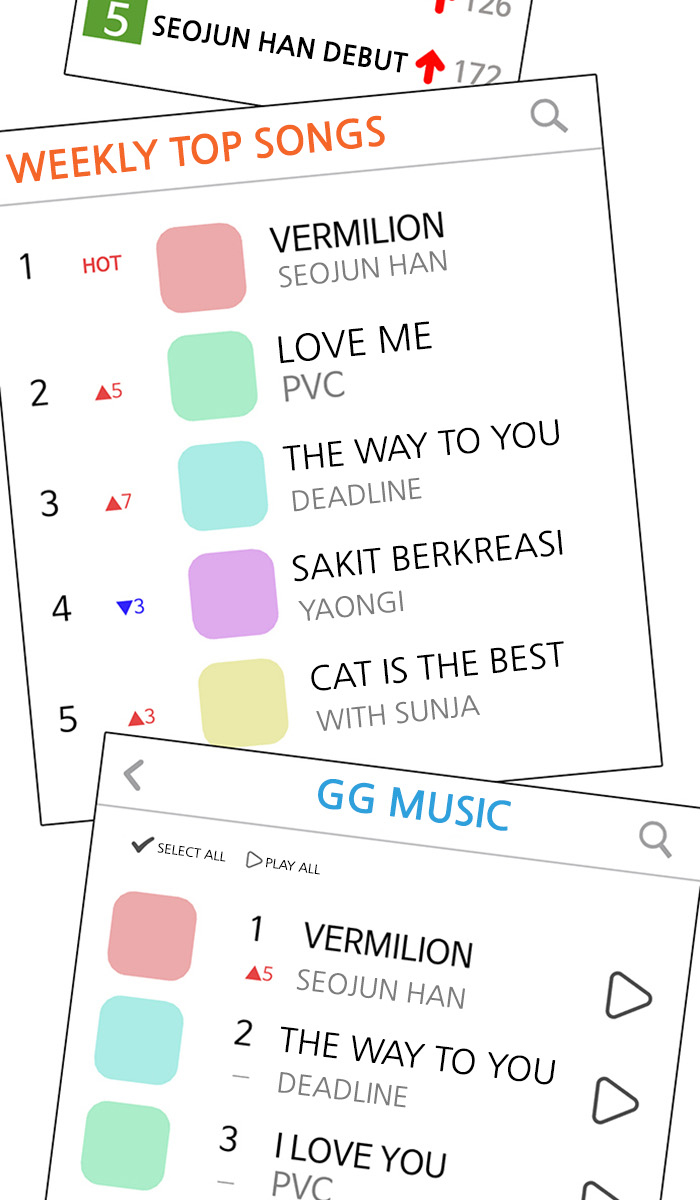 126
5 SEOJUN HAN DEBUT 172
WEEKLY TOP SONGS
1 HOT VERMILION
SEOJUN HAN
2 ▲5 LOVE ME
PVC
3 ▲7 THE WAY TO YOU
DEADLINE
4 ▼3 SAKIT BERKREASI
YAONGI
5 ▲3 CAT IS THE BEST
WITH SUNJA
GG MUSIC
SELECT ALL PLAY ALL
1 VERMILION
▲5 SEOJUN HAN
2 THE WAY TO YOU
– DEADLINE
3 I LOVE YOU
– PVC